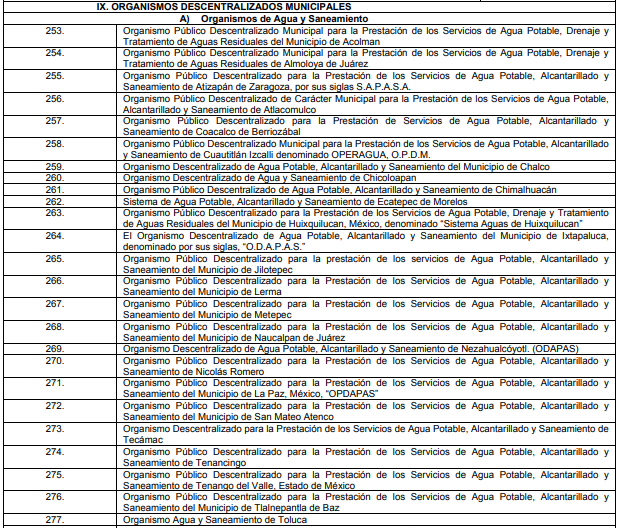 IX. ORGANISMOS DESCENTRALIZADOS MUNICIPALES
A) Organismos de Agua y Saneamiento
253. Organismo Público Descentralizado Municipal para la Prestación de los Servicios de Agua Potable, Drenaje y
Tratamiento de Aguas Residuales del Municipio de Acolman
254. Organismo Público Descentralizado Municipal para la Prestación de los Servicios de Agua Potable, Drenaje y
Tratamiento de Aguas Residuales de Almoloya de Juárez
255. Organismo Público Descentralizado para la Prestación de los Servicios de Agua Potable, Alcantarillado y
Saneamiento de Atizapán de Zaragoza, por sus siglas S.A.P.A.S.A.
256. Organismo Público Descentralizado de Carácter Municipal para la Prestación de los Servicios de Agua Potable,
Alcantarillado y Saneamiento de Atlacomulco
257. Organismo Público Descentralizado para la Prestación de Servicios de Agua Potable, Alcantarillado y
Saneamiento de Coacalco de Berriozábal
258. Organismo Público Descentralizado Municipal para la Prestación de los Servicios de Agua Potable, Alcantarillado
y Saneamiento de Cuautitlán Izcalli denominado OPERAGUA, O.P.D.M.
259. Organismo Descentralizado de Agua Potable, Alcantarillado y Saneamiento del Municipio de Chalco
260. Organismo Descentralizado de Agua y Saneamiento de Chicoloapan
261. Organismo Público Descentralizado de Agua Potable, Alcantarillado y Saneamiento de Chimalhuacán
262. Sistema de Agua Potable, Alcantarillado y Saneamiento de Ecatepec de Morelos
263. Organismo Público Descentralizado para la Prestación de los Servicios de Agua Potable, Drenaje y Tratamiento
de Aguas Residuales del Municipio de Huixquilucan, México, denominado “Sistema Aguas de Huixquilucan”
264. El Organismo Descentralizado de Agua Potable, Alcantarillado y Saneamiento del Municipio de Ixtapaluca,
denominado por sus siglas, “O.D.A.P.A.S.”
265. Organismo Público Descentralizado para la prestación de los servicios de Agua Potable, Alcantarillado y
Saneamiento del Municipio de Jilotepec
266. Organismo Público Descentralizado para la Prestación de los Servicios de Agua Potable, Alcantarillado y
Saneamiento del Municipio de Lerma
267. Organismo Público Descentralizado para la Prestación de los Servicios de Agua Potable, Alcantarillado y
Saneamiento del Municipio de Metepec
268. Organismo Público Descentralizado para la Prestación de los Servicios de Agua Potable, Alcantarillado y
Saneamiento del Municipio de Naucalpan de Juárez
269. Organismo Descentralizado de Agua Potable, Alcantarillado y Saneamiento de Nezahualcóyotl. (ODAPAS)
270. Organismo Público Descentralizado para la Prestación de los Servicios de Agua Potable, Alcantarillado y
Saneamiento de Nicolás Romero
271. Organismo Público Descentralizado para la Prestación de los Servicios de Agua Potable, Alcantarillado y
Saneamiento del Municipio de La Paz, México, “OPDAPAS”
272. Organismo Público Descentralizado para la Prestación de los Servicios de Agua Potable, Alcantarillado y
Saneamiento del Municipio de San Mateo Atenco
273. Organismo Descentralizado para la Prestación de los Servicios de Agua Potable, Alcantarillado y Saneamiento de
Tecámac
274. Organismo Público Descentralizado para la Prestación de los Servicios de Agua Potable, Alcantarillado y
Saneamiento de Tenancingo
275. Organismo Público Descentralizado para la Prestación de los Servicios de Agua Potable, Alcantarillado y
Saneamiento de Tenango del Valle, Estado de México
276. Organismo Público Descentralizado para la Prestación de los Servicios de Agua Potable, Alcantarillado y
Saneamiento del Municipio de Tlalnepantla de Baz
277. Organismo Agua y Saneamiento de Toluca